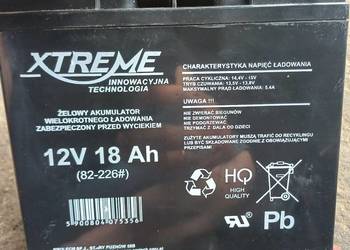 XTREME
INNOWACYJNA
TECHNOLOGIA
ŻELOWY AKUMULATOR
WIELOKROTNEGO ŁADOWANIA
ZABEZPIECZONY PRZED WYCIEKIEM
12V 18 Ah
(82-226#)
5900804075356
CHARAKTERYSTYKA NAPIĘĆ ŁADOWANIA
PRACA CYKLICZNA: 14,4V - 15V
TRYB CZUWANIA: 13,5V - 13,8V
MAKSYMALNY PRĄD ŁADOWANIA: 5.4A
UWAGA !!!
NIE ZWIERAĆ BIEGUNÓW
NIE DEMONTOWAĆ
NIE PODGRZEWAĆ
TRZYMAĆ Z DALA OD DZIECI
ZUŻYTE AKUMULATORY MUSZĄ TRAFIĆ DO RECYKLINGU
LUB BYĆ SKŁADOWANE ZGODNIE Z OBOWIĄZUJĄCYMI
ZASADAMI.
HQ
Pb